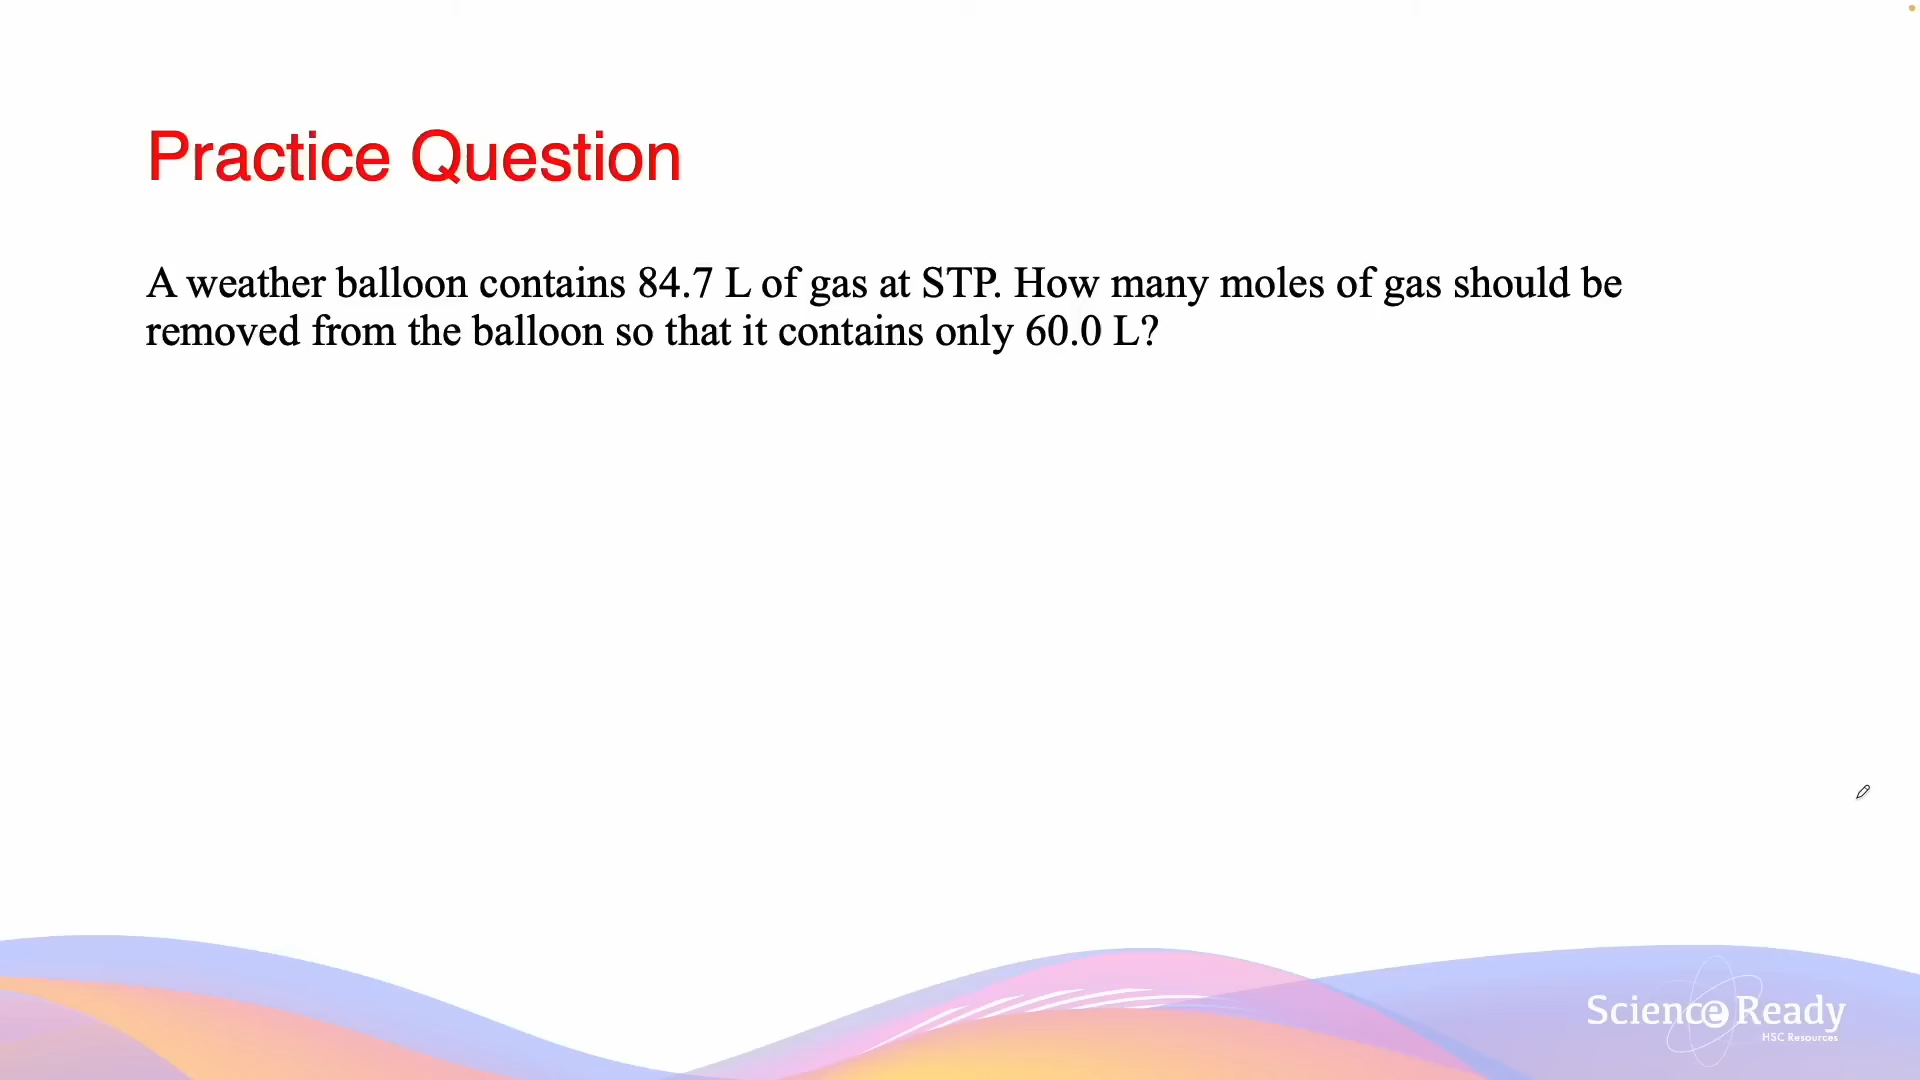 Practice Question
A weather balloon contains 84.7 L of gas at STP. How many moles of gas should be
removed from the balloon so that it contains only 60.0 L?
Science Ready
HSC Resources